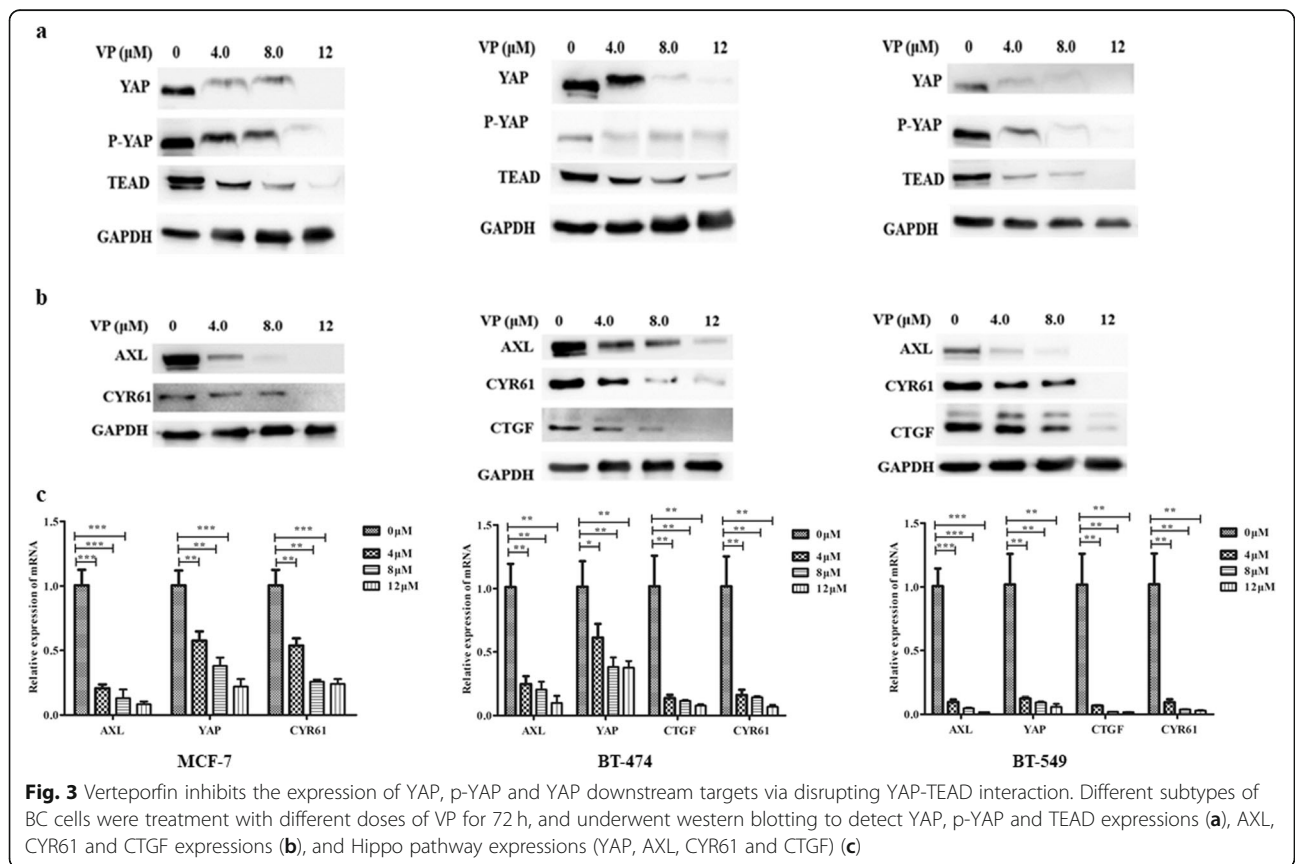 a
VP (µM) 0 4.0 8.0 12
YAP
P-YAP
TEAD
GAPDH
VP (µM) 0 4.0 8.0 12
YAP
P-YAP
TEAD
GAPDH
VP (µM) 0 4.0 8.0 12
YAP
P-YAP
TEAD
GAPDH
b
VP (µM) 0 4.0 8.0 12
AXL
CYR61
GAPDH
VP (µM) 0 4.0 8.0 12
AXL
CYR61
CTGF
GAPDH
VP (µM) 0 4.0 8.0 12
AXL
CYR61
CTGF
GAPDH
c
Relative expression of mRNA
1.5
1.0
0.5
0.0
***
***
***
***
**
**
***
**
**
0µM
4µM
8µM
12µM
AXL YAP CYR61
MCF-7
Relative expression of mRNA
1.5
1.0
0.5
0.0
**
**
**
**
**
*
**
**
**
**
**
**
0µM
4µM
8µM
12µM
AXL YAP CTGF CYR61
BT-474
Relative expression of mRNA
1.5
1.0
0.5
0.0
***
***
***
**
**
**
**
**
**
**
**
**
0µM
4µM
8µM
12µM
AXL YAP CTGF CYR61
BT-549
Fig. 3 Verteporfin inhibits the expression of YAP, p-YAP and YAP downstream targets via disrupting YAP-TEAD interaction. Different subtypes of
BC cells were treatment with different doses of VP for 72 h, and underwent western blotting to detect YAP, p-YAP and TEAD expressions (a), AXL,
CYR61 and CTGF expressions (b), and Hippo pathway expressions (YAP, AXL, CYR61 and CTGF) (c)